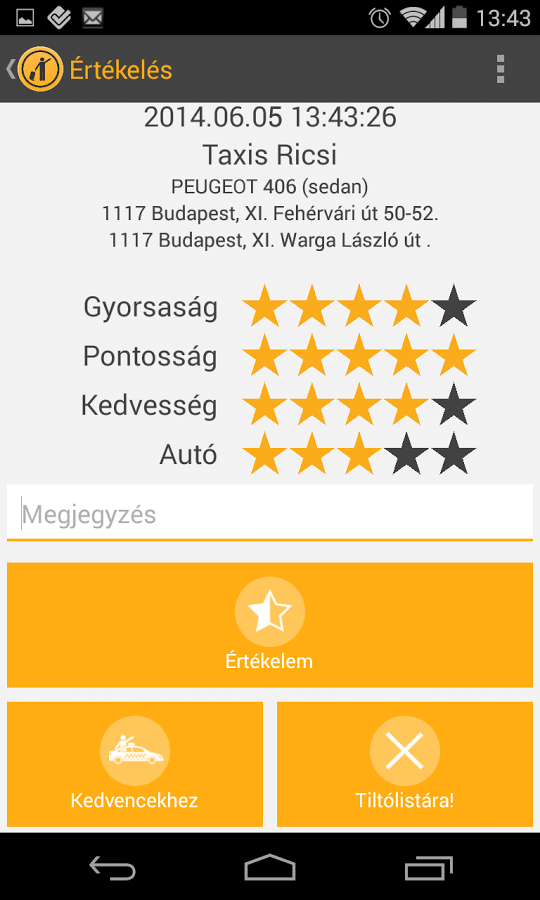 13:43
Értékelés
2014.06.05 13:43:26
Taxis Ricsi
PEUGEOT 406 (sedan)
1117 Budapest, XI. Fehérvári út 50-52.
1117 Budapest, XI. Warga László út .
Gyorsaság
Pontosság
Kedvesség
Autó
Megjegyzés
Értékelem
Kedvencekhez
Tiltólistára!